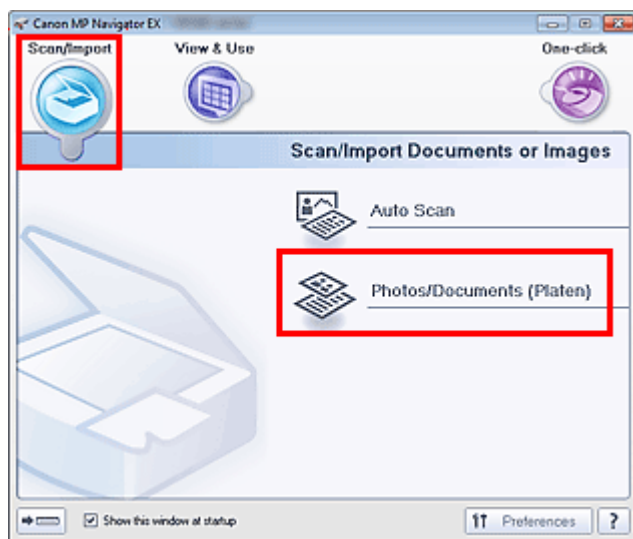 Canon MP Navigator EX
Scan/Import View & Use One-click
Scan/Import Documents or Images
Auto Scan
Photos/Documents (Platen)
Show this window at startup Preferences ?